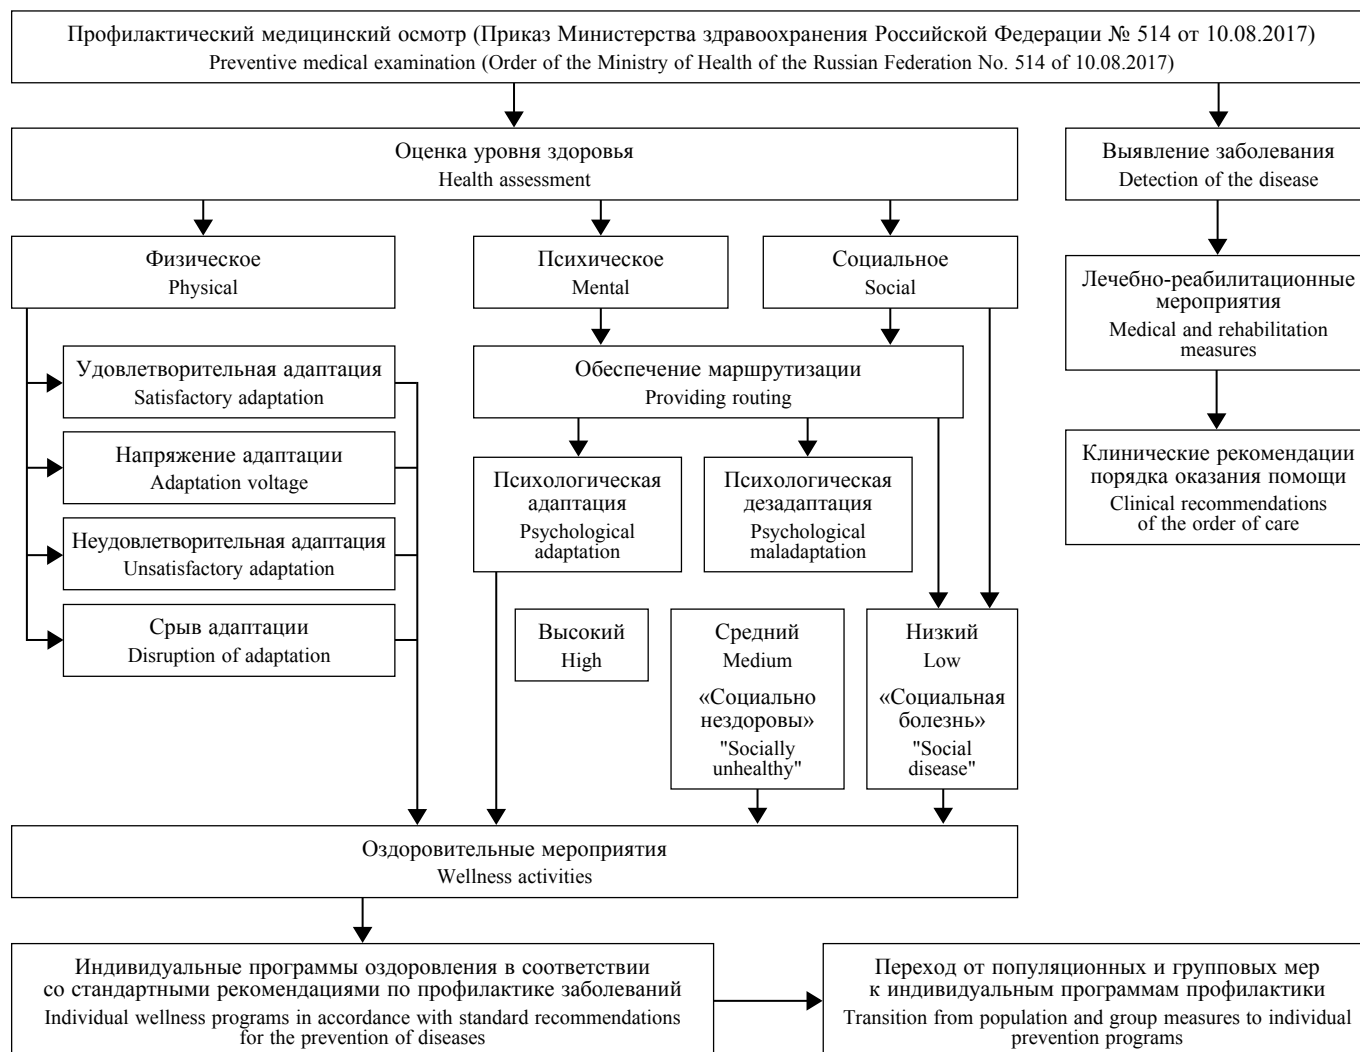 Профилактический медицинский осмотр (Приказ Министерства здравоохранения Российской Федерации № 514 от 10.08.2017)
Preventive medical examination (Order of the Ministry of Health of the Russian Federation No. 514 of 10.08.2017)
Оценка уровня здоровья
Health assessment
Выявление заболевания
Detection of the disease
Физическое
Physical
Психическое
Mental
Социальное
Social
Лечебно-реабилитационные
мероприятия
Medical and rehabilitation
measures
Удовлетворительная адаптация
Satisfactory adaptation
Обеспечение маршрутизации
Providing routing
Напряжение адаптации
Adaptation voltage
Психологическая
адаптация
Psychological
adaptation
Психологическая
дезадаптация
Psychological
maladaptation
Клинические рекомендации
порядка оказания помощи
Clinical recommendations
of the order of care
Неудовлетворительная адаптация
Unsatisfactory adaptation
Срыв адаптации
Disruption of adaptation
Высокий
High
Средний
Medium
«Социально
нездоровы»
"Socially
unhealthy"
Низкий
Low
«Социальная
болезнь»
"Social
disease"
Оздоровительные мероприятия
Wellness activities
Индивидуальные программы оздоровления в соответствии
со стандартными рекомендациями по профилактике заболеваний
Individual wellness programs in accordance with standard recommendations
for the prevention of diseases
Переход от популяционных и групповых мер
к индивидуальным программам профилактики
Transition from population and group measures to individual
prevention programs